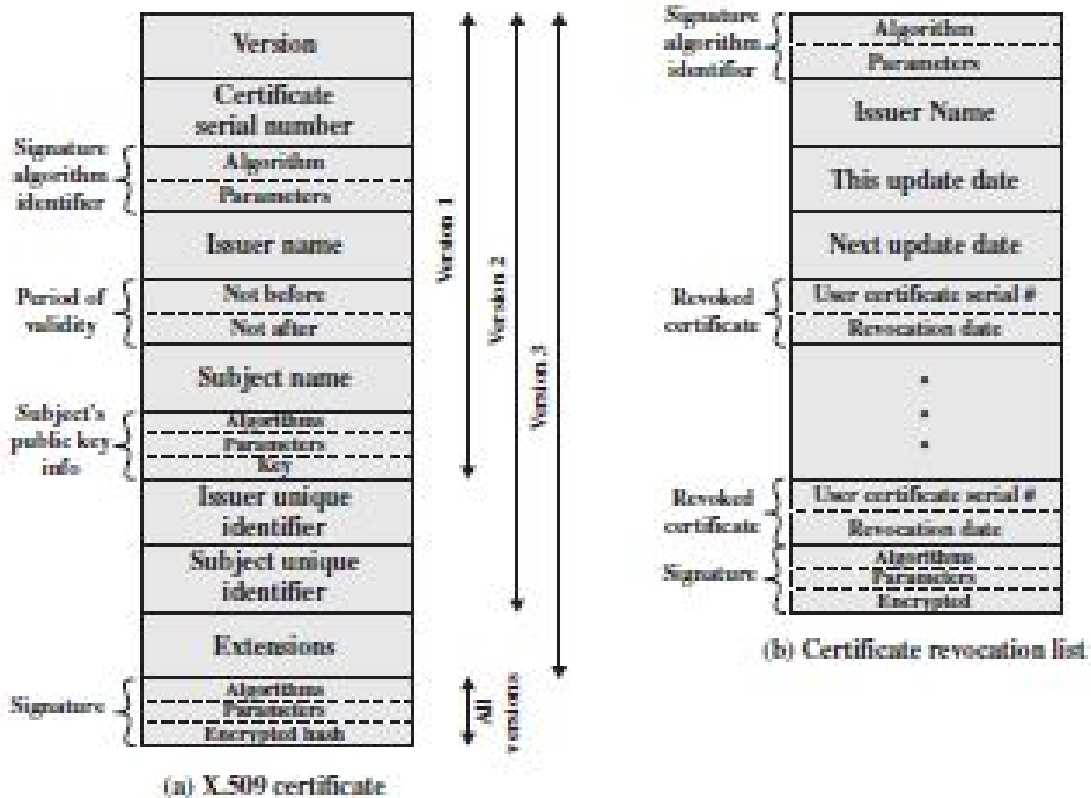 Version
Certificate
serial number
Signature
algorithm
identifier
Algorithm
Parameters
Issuer name
Period of
validity
Not before
Not after
Subject name
Subject's
public key
info
Algorithms
Parameters
Key
Issuer unique
identifier
Subject unique
identifier
Extensions
Signature
Algorithms
Parameters
Encrypted hash
Version 1
Version 2
Version 3
All
versions
(a) X.509 certificate
Signature
algorithm
identifier
Algorithm
Parameters
Issuer Name
This update date
Next update date
Revoked
certificate
User certificate serial #
Revocation date
Revoked
certificate
User certificate serial #
Revocation date
Signature
Algorithms
Parameters
Encrypted
(b) Certificate revocation list